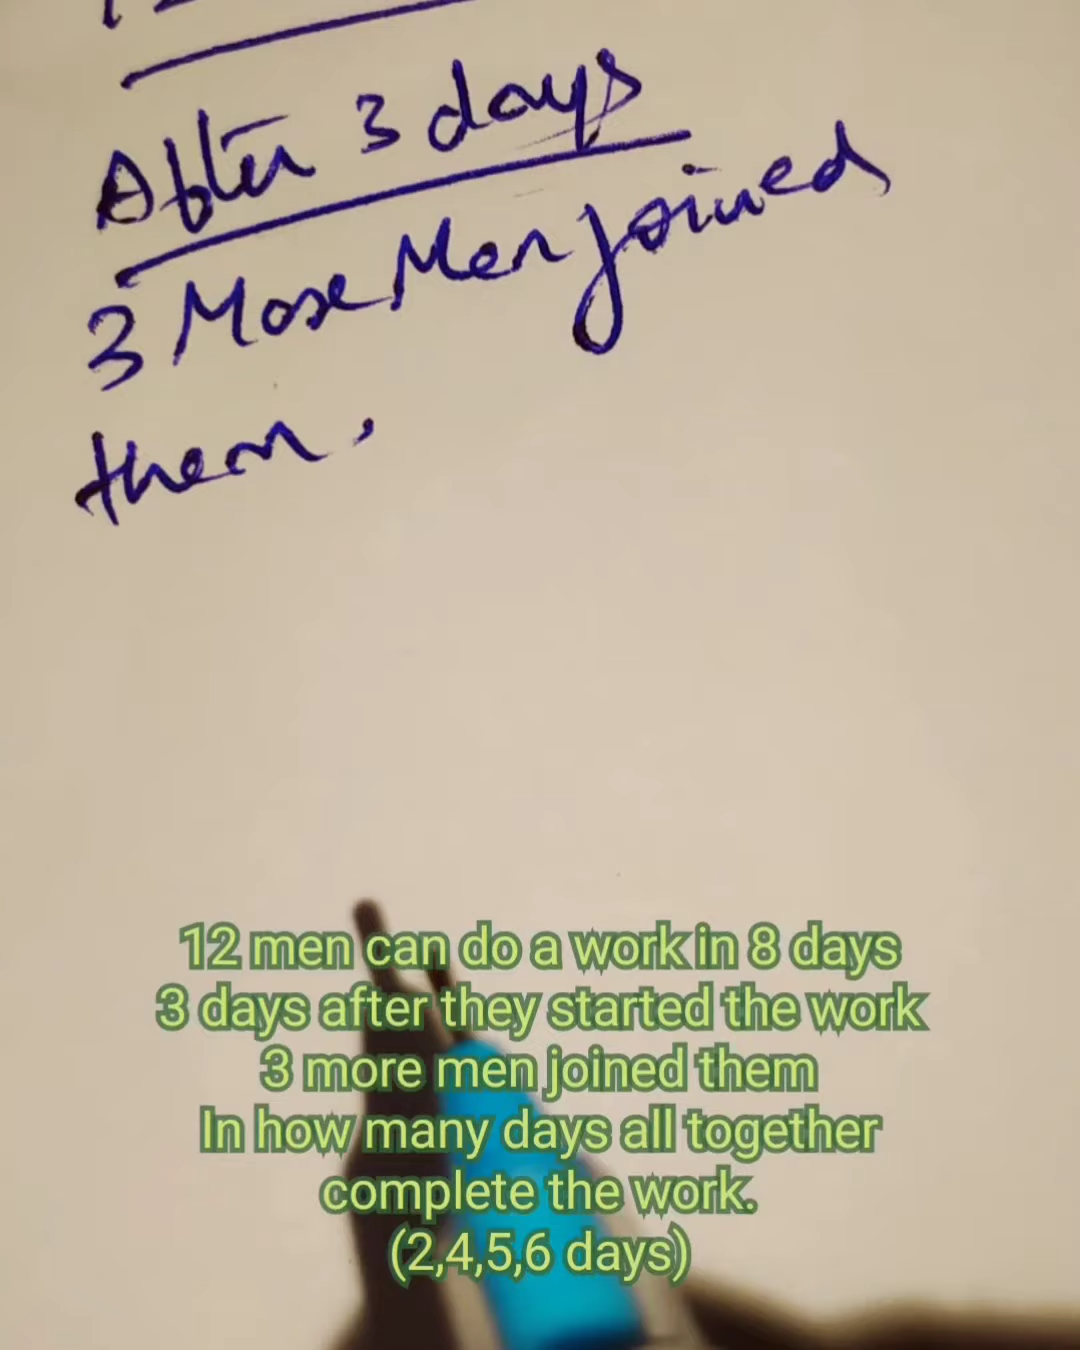 After 3 days
3 More Men joined
them.
12 men can do a work in 8 days
3 days after they started the work
3 more men joined them
In how many days all together
complete the work.
(2,4,5,6 days)